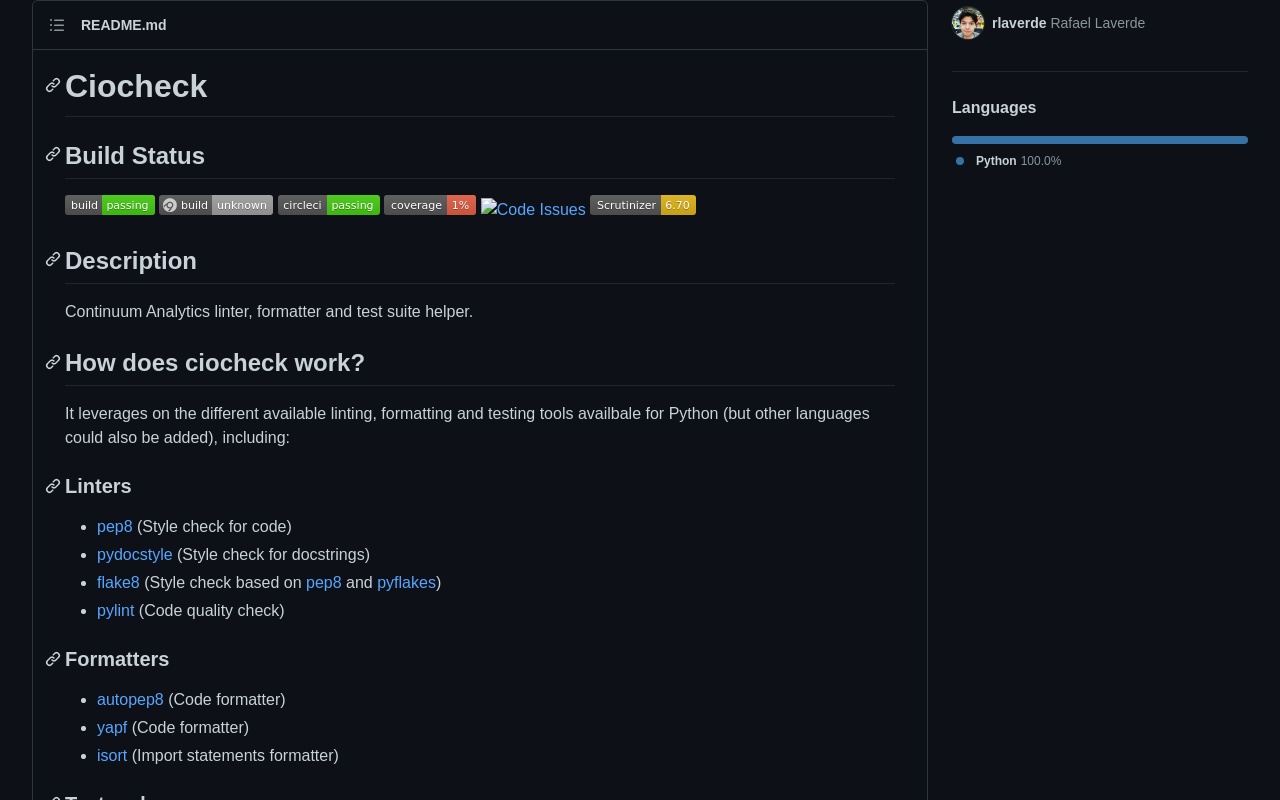 README.md
Ciocheck
Build Status
build passing build unknown circleci passing coverage 1% Code Issues Scrutinizer 6.70
Description
Continuum Analytics linter, formatter and test suite helper.
How does ciocheck work?
It leverages on the different available linting, formatting and testing tools availbale for Python (but other languages
could also be added), including:
Linters
pep8 (Style check for code)
pydocstyle (Style check for docstrings)
flake8 (Style check based on pep8 and pyflakes)
pylint (Code quality check)
Formatters
autopep8 (Code formatter)
yapf (Code formatter)
isort (Import statements formatter)
rlaverde Rafael Laverde
Languages
Python 100.0%